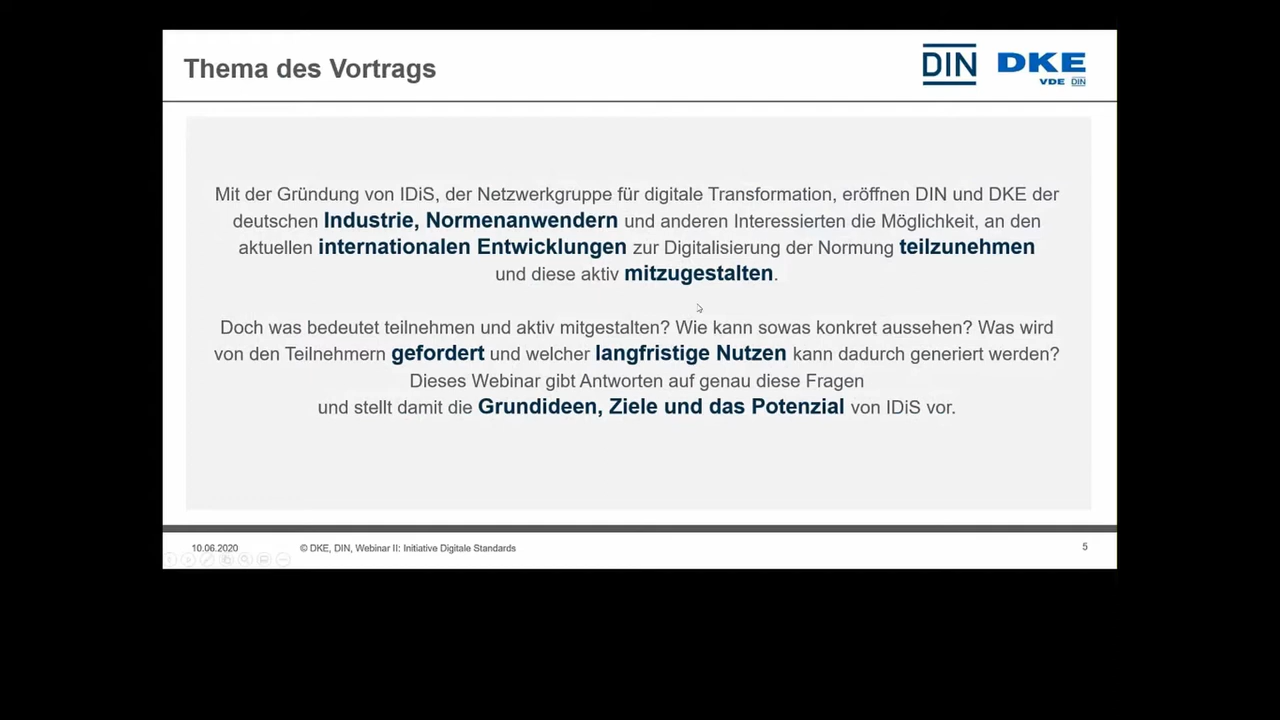 Thema des Vortrags
DIN
DKE
VDE DIN
Mit der Gründung von IDiS, der Netzwerkgruppe für digitale Transformation, eröffnen DIN und DKE der
deutschen Industrie, Normenanwendern und anderen Interessierten die Möglichkeit, an den
aktuellen internationalen Entwicklungen zur Digitalisierung der Normung teilzunehmen
und diese aktiv mitzugestalten.
Doch was bedeutet teilnehmen und aktiv mitgestalten? Wie kann sowas konkret aussehen? Was wird
von den Teilnehmern gefordert und welcher langfristige Nutzen kann dadurch generiert werden?
Dieses Webinar gibt Antworten auf genau diese Fragen
und stellt damit die Grundideen, Ziele und das Potenzial von IDiS vor.
10.06.2020
© DKE, DIN, Webinar II: Initiative Digitale Standards
5